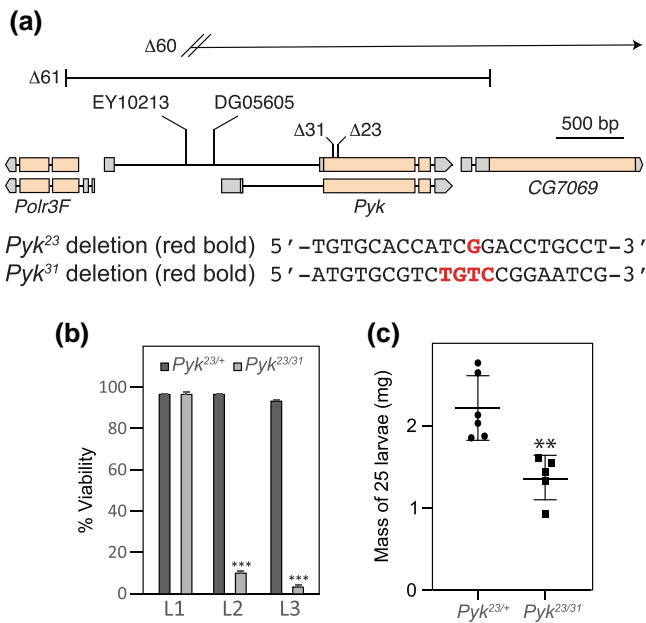 (a)
Δ60
Δ61
EY10213 DG05605
Δ31 Δ23
500 bp
Polr3F Pyk CG7069
Pyk23 deletion (red bold) 5′-TGTGCACCATCGGACCTGCCT-3′
Pyk31 deletion (red bold) 5′-ATGTGCGTCTGTCCGGAATCG-3′
(b)
Pyk23/+ Pyk23/31
% Viability
100
80
60
40
20
0
***
***
L1 L2 L3
(c)
Mass of 25 larvae (mg)
2
1
0
**
Pyk23/+ Pyk23/31